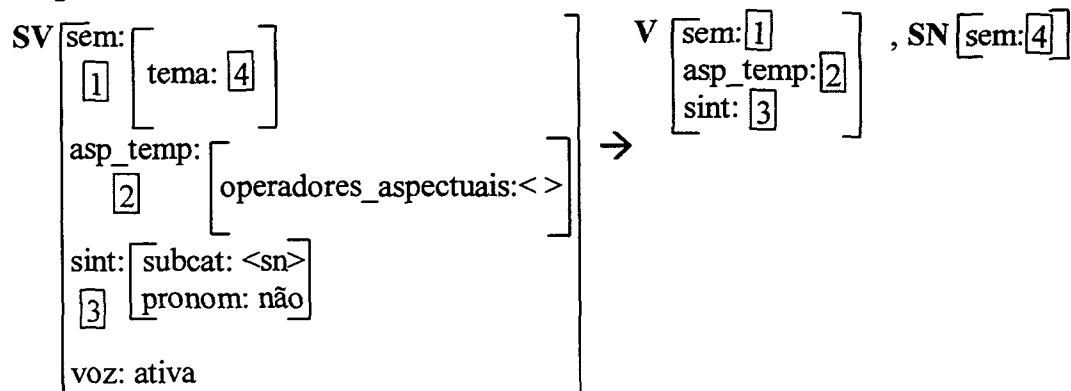 SV sem: V sem: 1 , SN sem: 4
1 tema: 4 asp_temp: 2
sint: 3
asp_temp: →
2 operadores_aspectuais:< >
sint: subcat: <sn>
3 pronom: não
voz: ativa